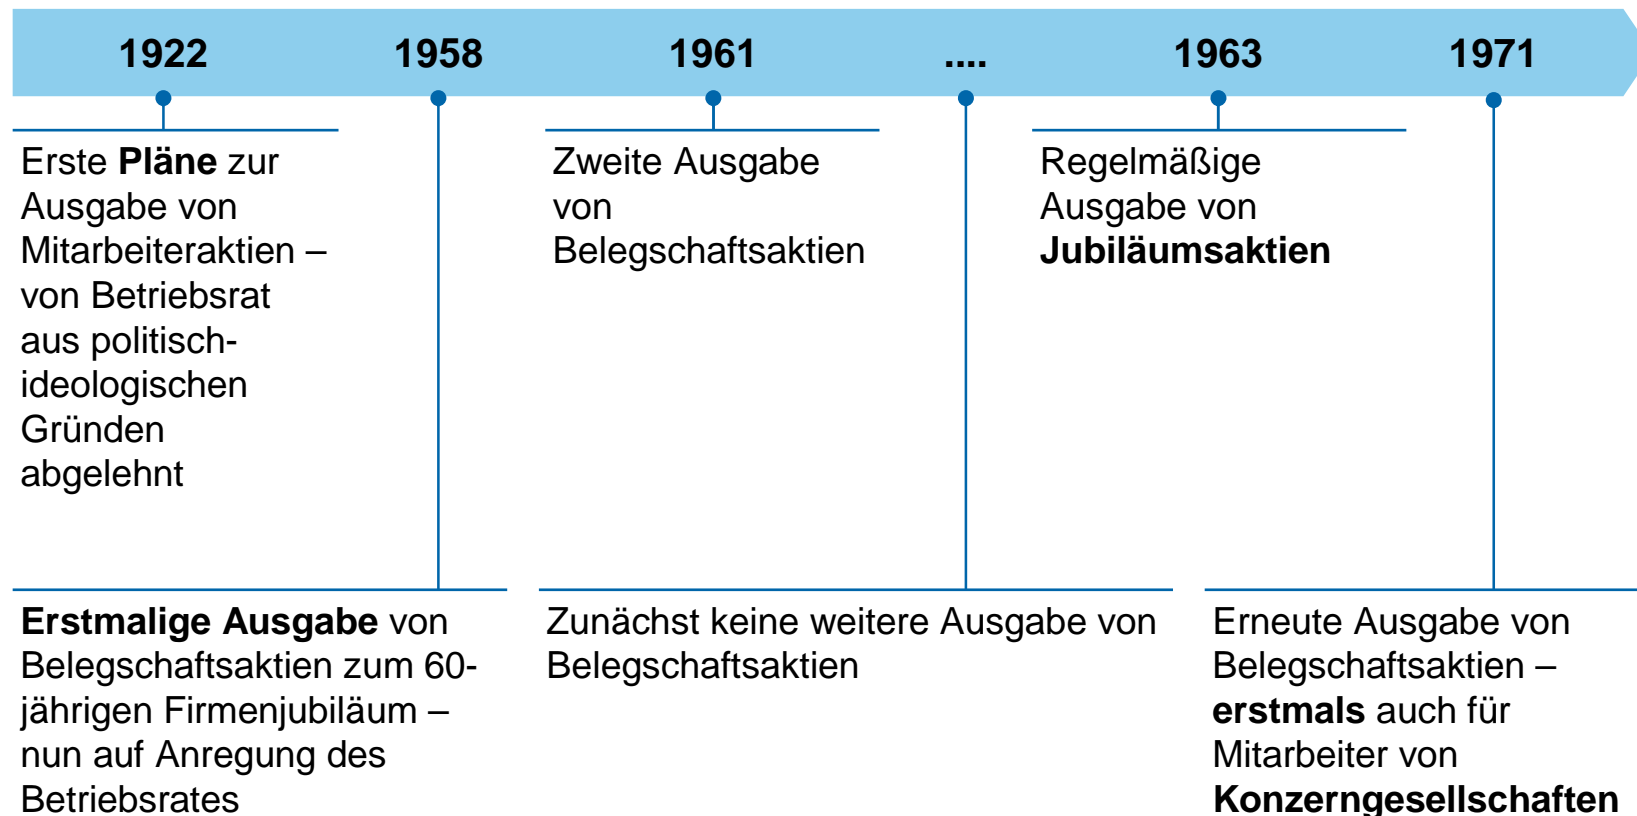 1922 1958 1961 .... 1963 1971
Erste Pläne zur
Ausgabe von
Mitarbeiteraktien –
von Betriebsrat
aus politisch-
ideologischen
Gründen
abgelehnt
Zweite Ausgabe
von
Belegschaftsaktien
Regelmäßige
Ausgabe von
Jubiläumsaktien
Erstmalige Ausgabe von
Belegschaftsaktien zum 60-
jährigen Firmenjubiläum –
nun auf Anregung des
Betriebsrates
Zunächst keine weitere Ausgabe von
Belegschaftsaktien
Erneute Ausgabe von
Belegschaftsaktien –
erstmals auch für
Mitarbeiter von
Konzerngesellschaften